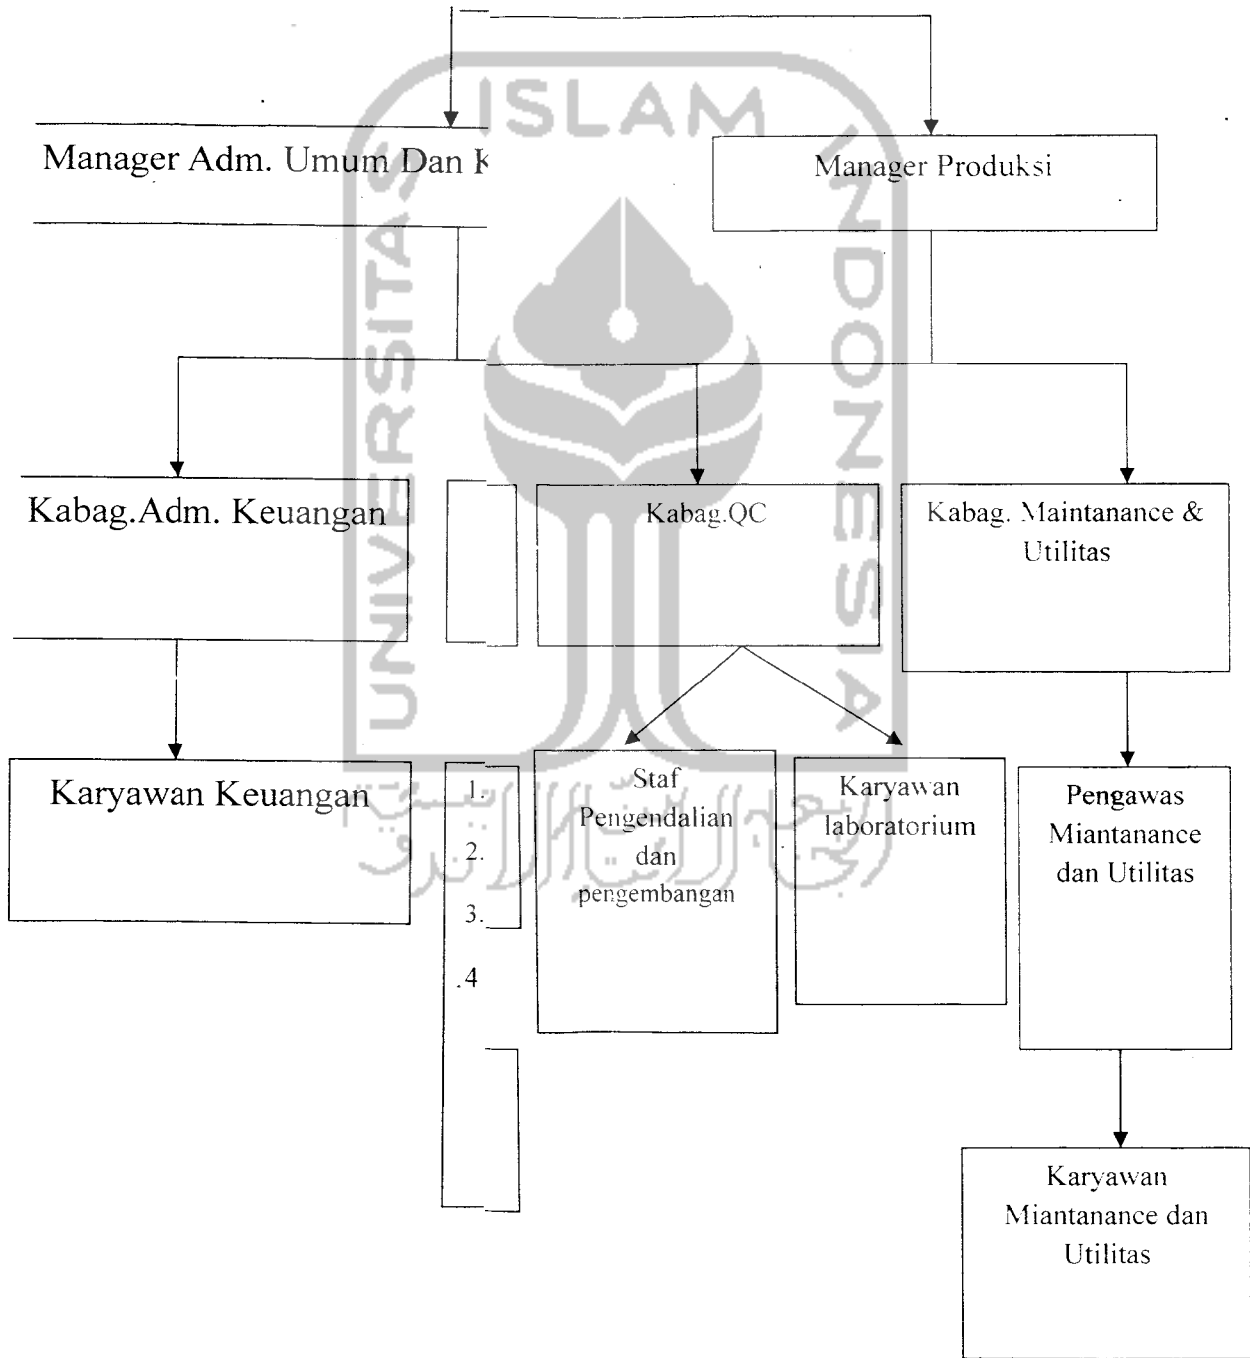 ISLAM
UNIVERSITAS
INDONESIA
Manager Adm. Umum Dan
Manager Produksi
Kabag.Adm. Keuangan
Kabag.QC
Kabag. Maintanance &
Utilitas
Karyawan Keuangan
1.
2.
3.
.4
Staf
Pengendalian
dan
pengembangan
Karyawan
laboratorium
Pengawas
Miantanance
dan Utilitas
Karyawan
Miantanance dan
Utilitas